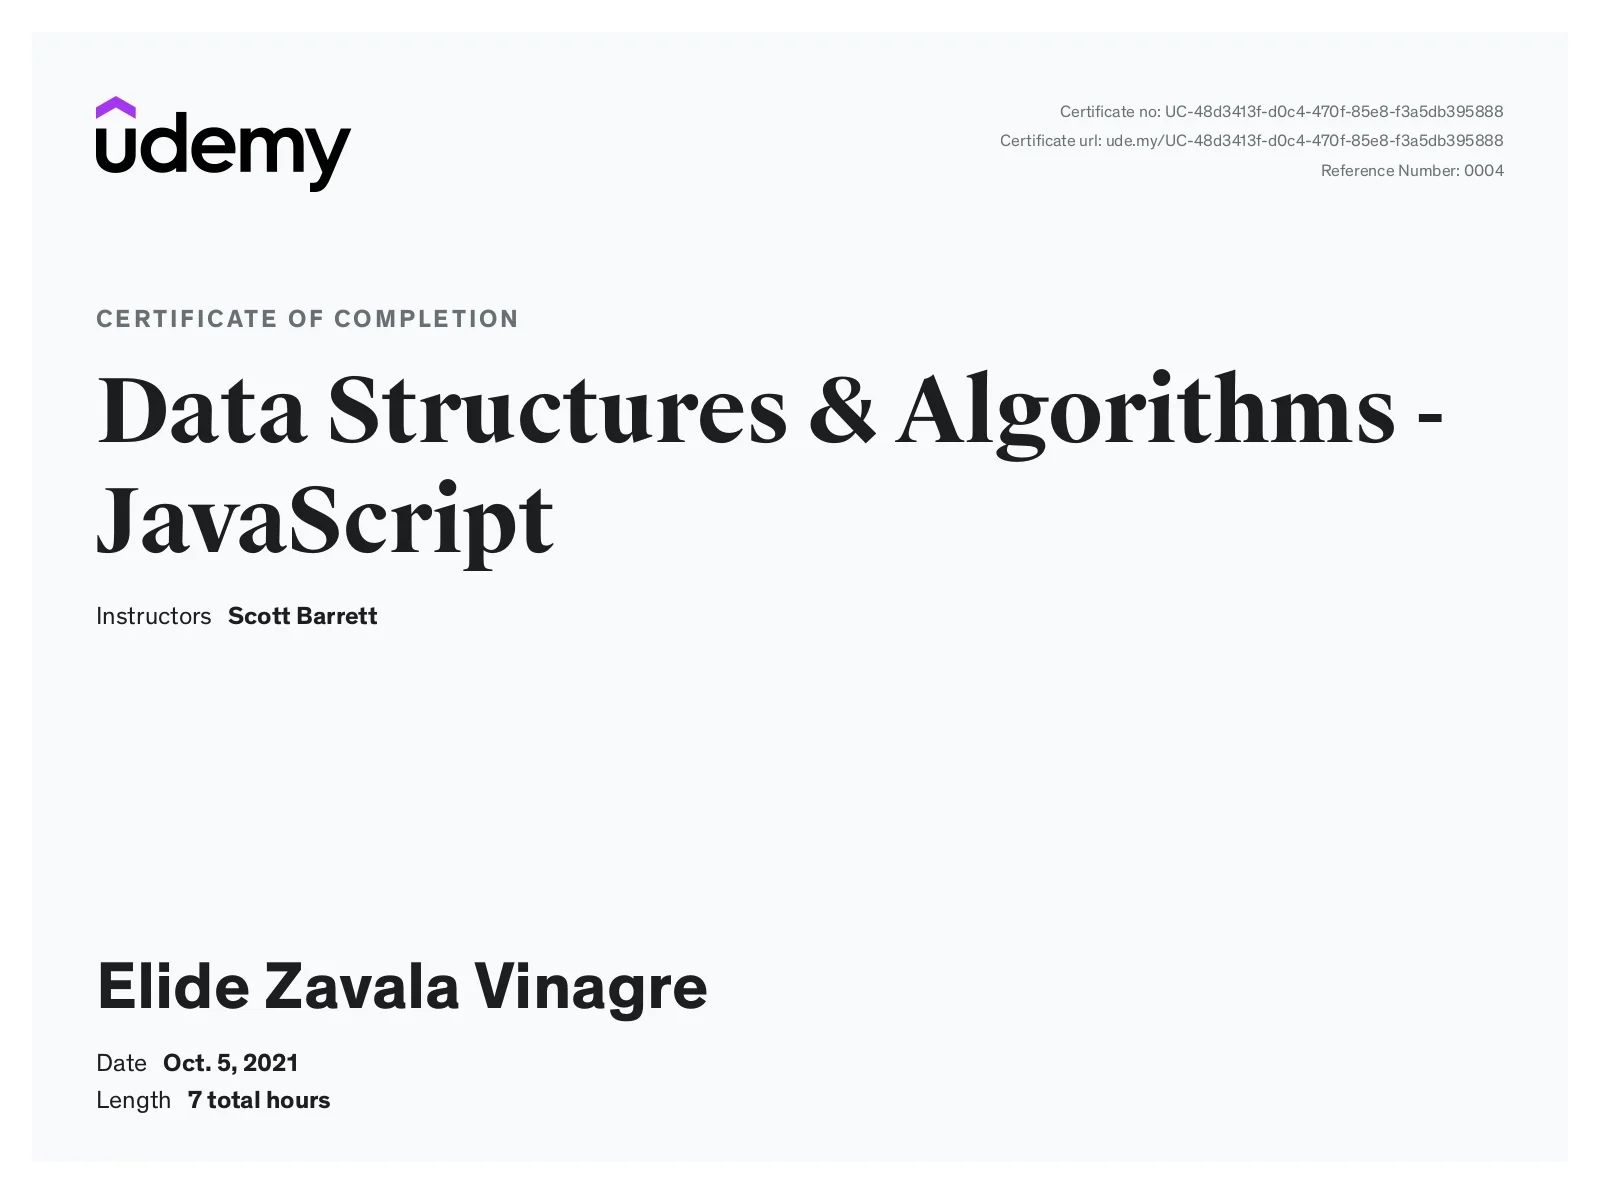 udemy
Certificate no: UC-48d3413f-d0c4-470f-85e8-f3a5db395888
Certificate url: ude.my/UC-48d3413f-d0c4-470f-85e8-f3a5db395888
Reference Number: 0004
CERTIFICATE OF COMPLETION
Data Structures & Algorithms -
JavaScript
Instructors Scott Barrett
Elide Zavala Vinagre
Date Oct. 5, 2021
Length 7 total hours